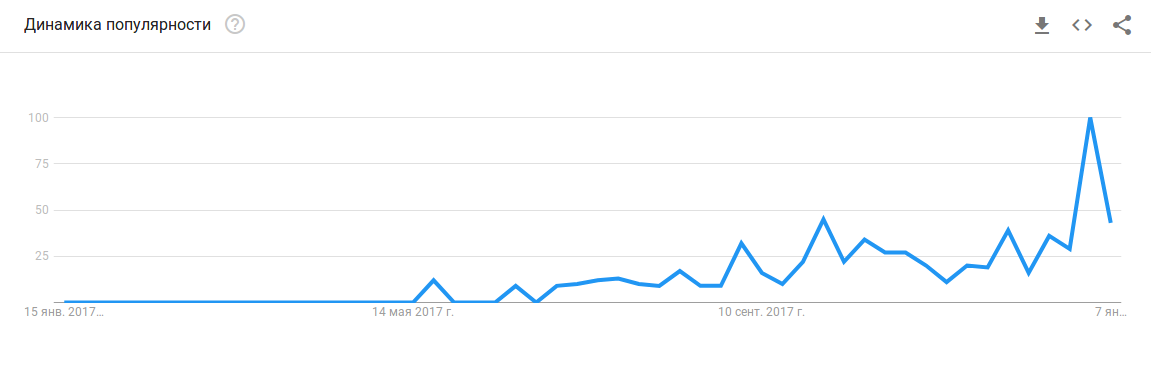 Динамика популярности
100
75
50
25
15 янв. 2017…
14 мая 2017 г.
10 сент. 2017 г.
7 ян…